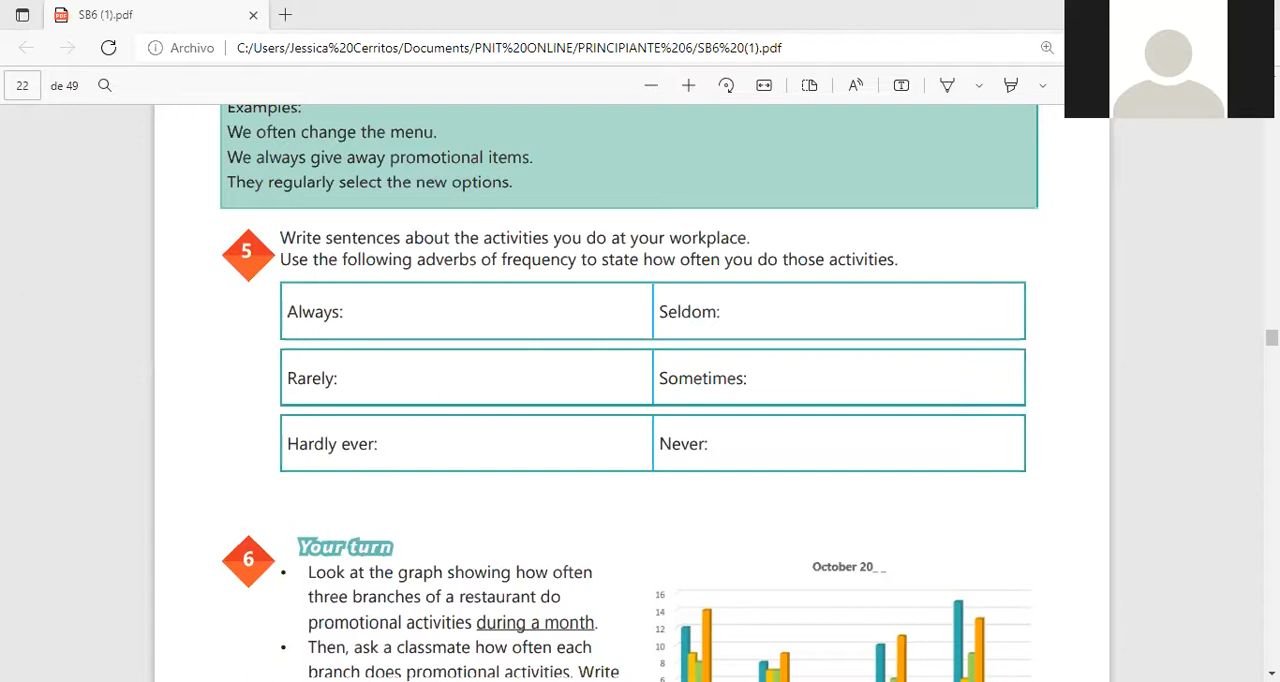 SB6 (1).pdf
Archivo
C:/Users/Jessica%20Cerritos/Documents/PNIT%20ONLINE/PRINCIPIANTE%206/SB6%20(1).pdf
22 de 49
Examples:
We often change the menu.
We always give away promotional items.
They regularly select the new options.
5
Write sentences about the activities you do at your workplace.
Use the following adverbs of frequency to state how often you do those activities.
Always:
Seldom:
Rarely:
Sometimes:
Hardly ever:
Never:
6
Your turn
• Look at the graph showing how often
three branches of a restaurant do
promotional activities during a month.
• Then, ask a classmate how often each
branch does promotional activities. Write
October 20_ _
16
14
12
10
8
6